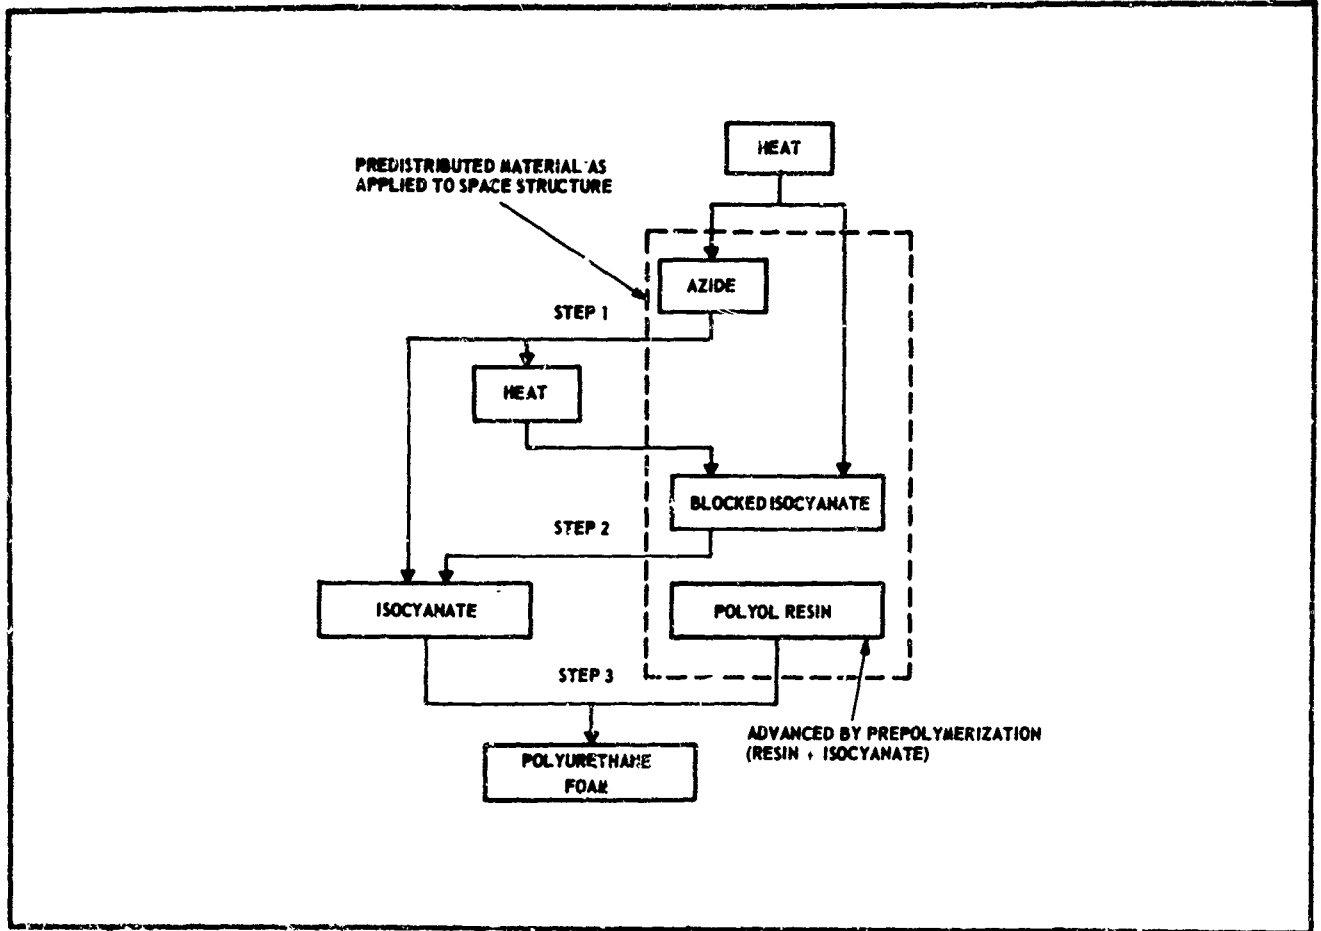 HEAT
PREDISTRIBUTED MATERIAL AS
APPLIED TO SPACE STRUCTURE
AZIDE
STEP 1
HEAT
BLOCKED ISOCYANATE
STEP 2
ISOCYANATE
POLYOL RESIN
STEP 3
ADVANCED BY PREPOLYMERIZATION
(RESIN + ISOCYANATE)
POLYURETHANE
FOAM